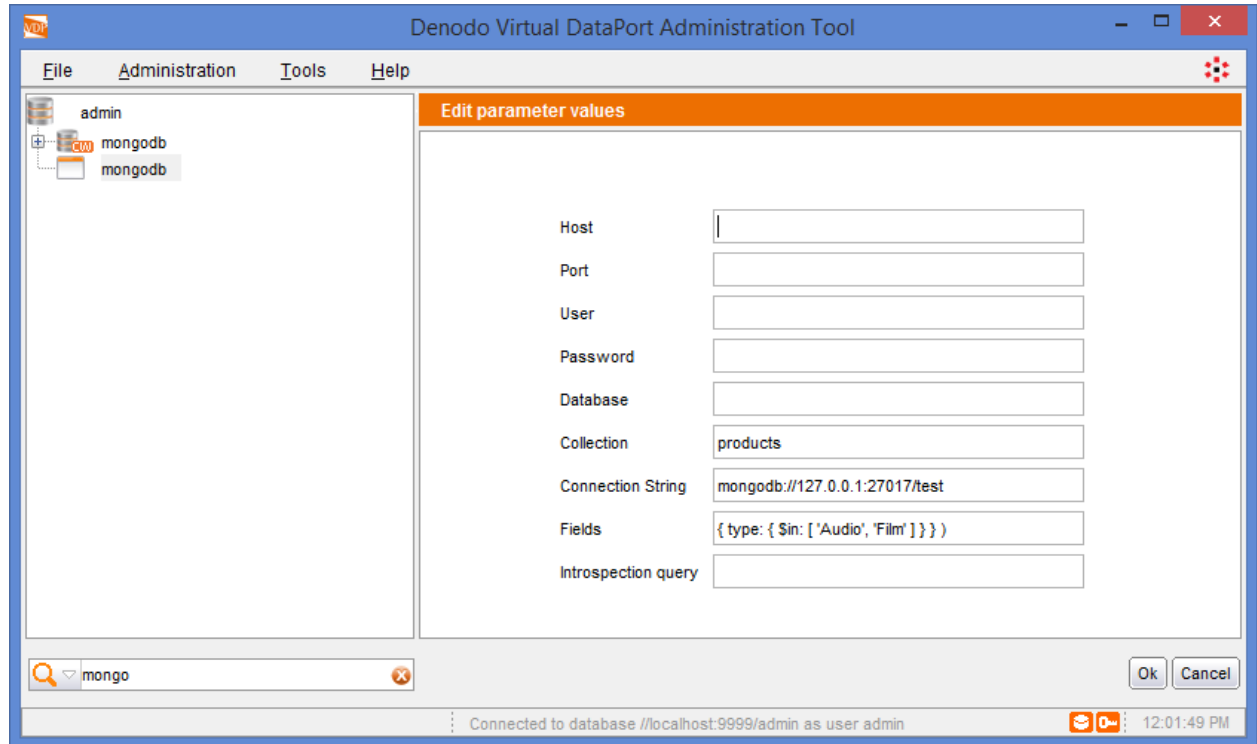 VDP
Denodo Virtual DataPort Administration Tool
File Administration Tools Help
admin
CW mongodb
mongodb
Edit parameter values
Host
Port
User
Password
Database
Collection products
Connection String mongodb://127.0.0.1:27017/test
Fields { type: { $in: [ 'Audio', 'Film' ] } } )
Introspection query
mongo
Ok Cancel
Connected to database //localhost:9999/admin as user admin
12:01:49 PM